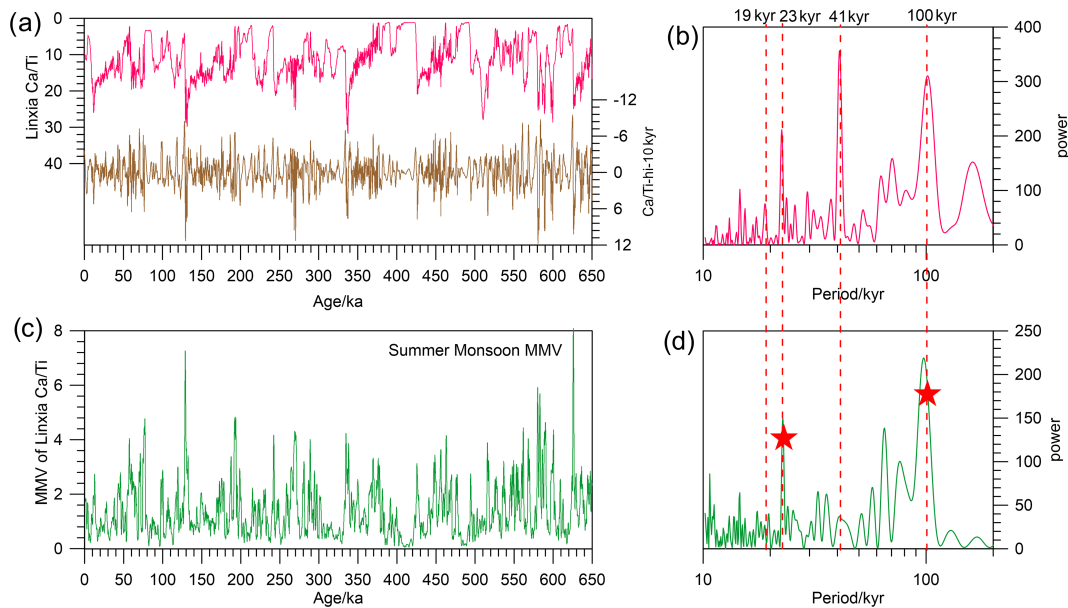 (a)
0
10
20
30
40
Linxia Ca/Ti
-12
-6
0
6
12
Ca/Ti-hi-10kyr
0 50 100 150 200 250 300 350 400 450 500 550 600 650
Age/ka
19 kyr 23 kyr 41 kyr 100 kyr
(b)
400
300
200
100
0
power
10 100
Period/kyr
(c)
8
6
4
2
0
MMV of Linxia Ca/Ti
Summer Monsoon MMV
0 50 100 150 200 250 300 350 400 450 500 550 600 650
Age/ka
(d)
250
200
150
100
50
0
power
10 100
Period/kyr